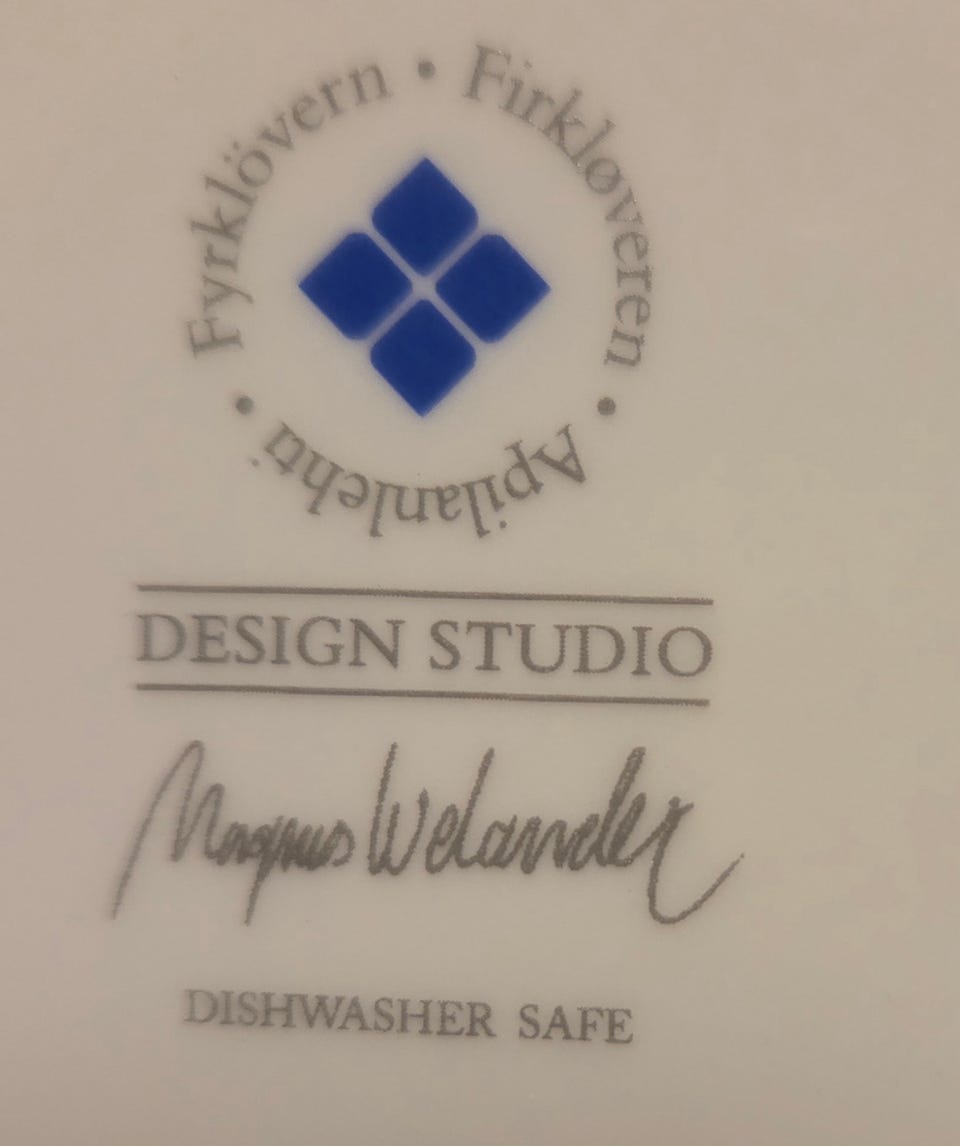 Fyrklövern • Firkløveren • Apilanlehti •
DESIGN STUDIO
Magnus Welander
DISHWASHER SAFE